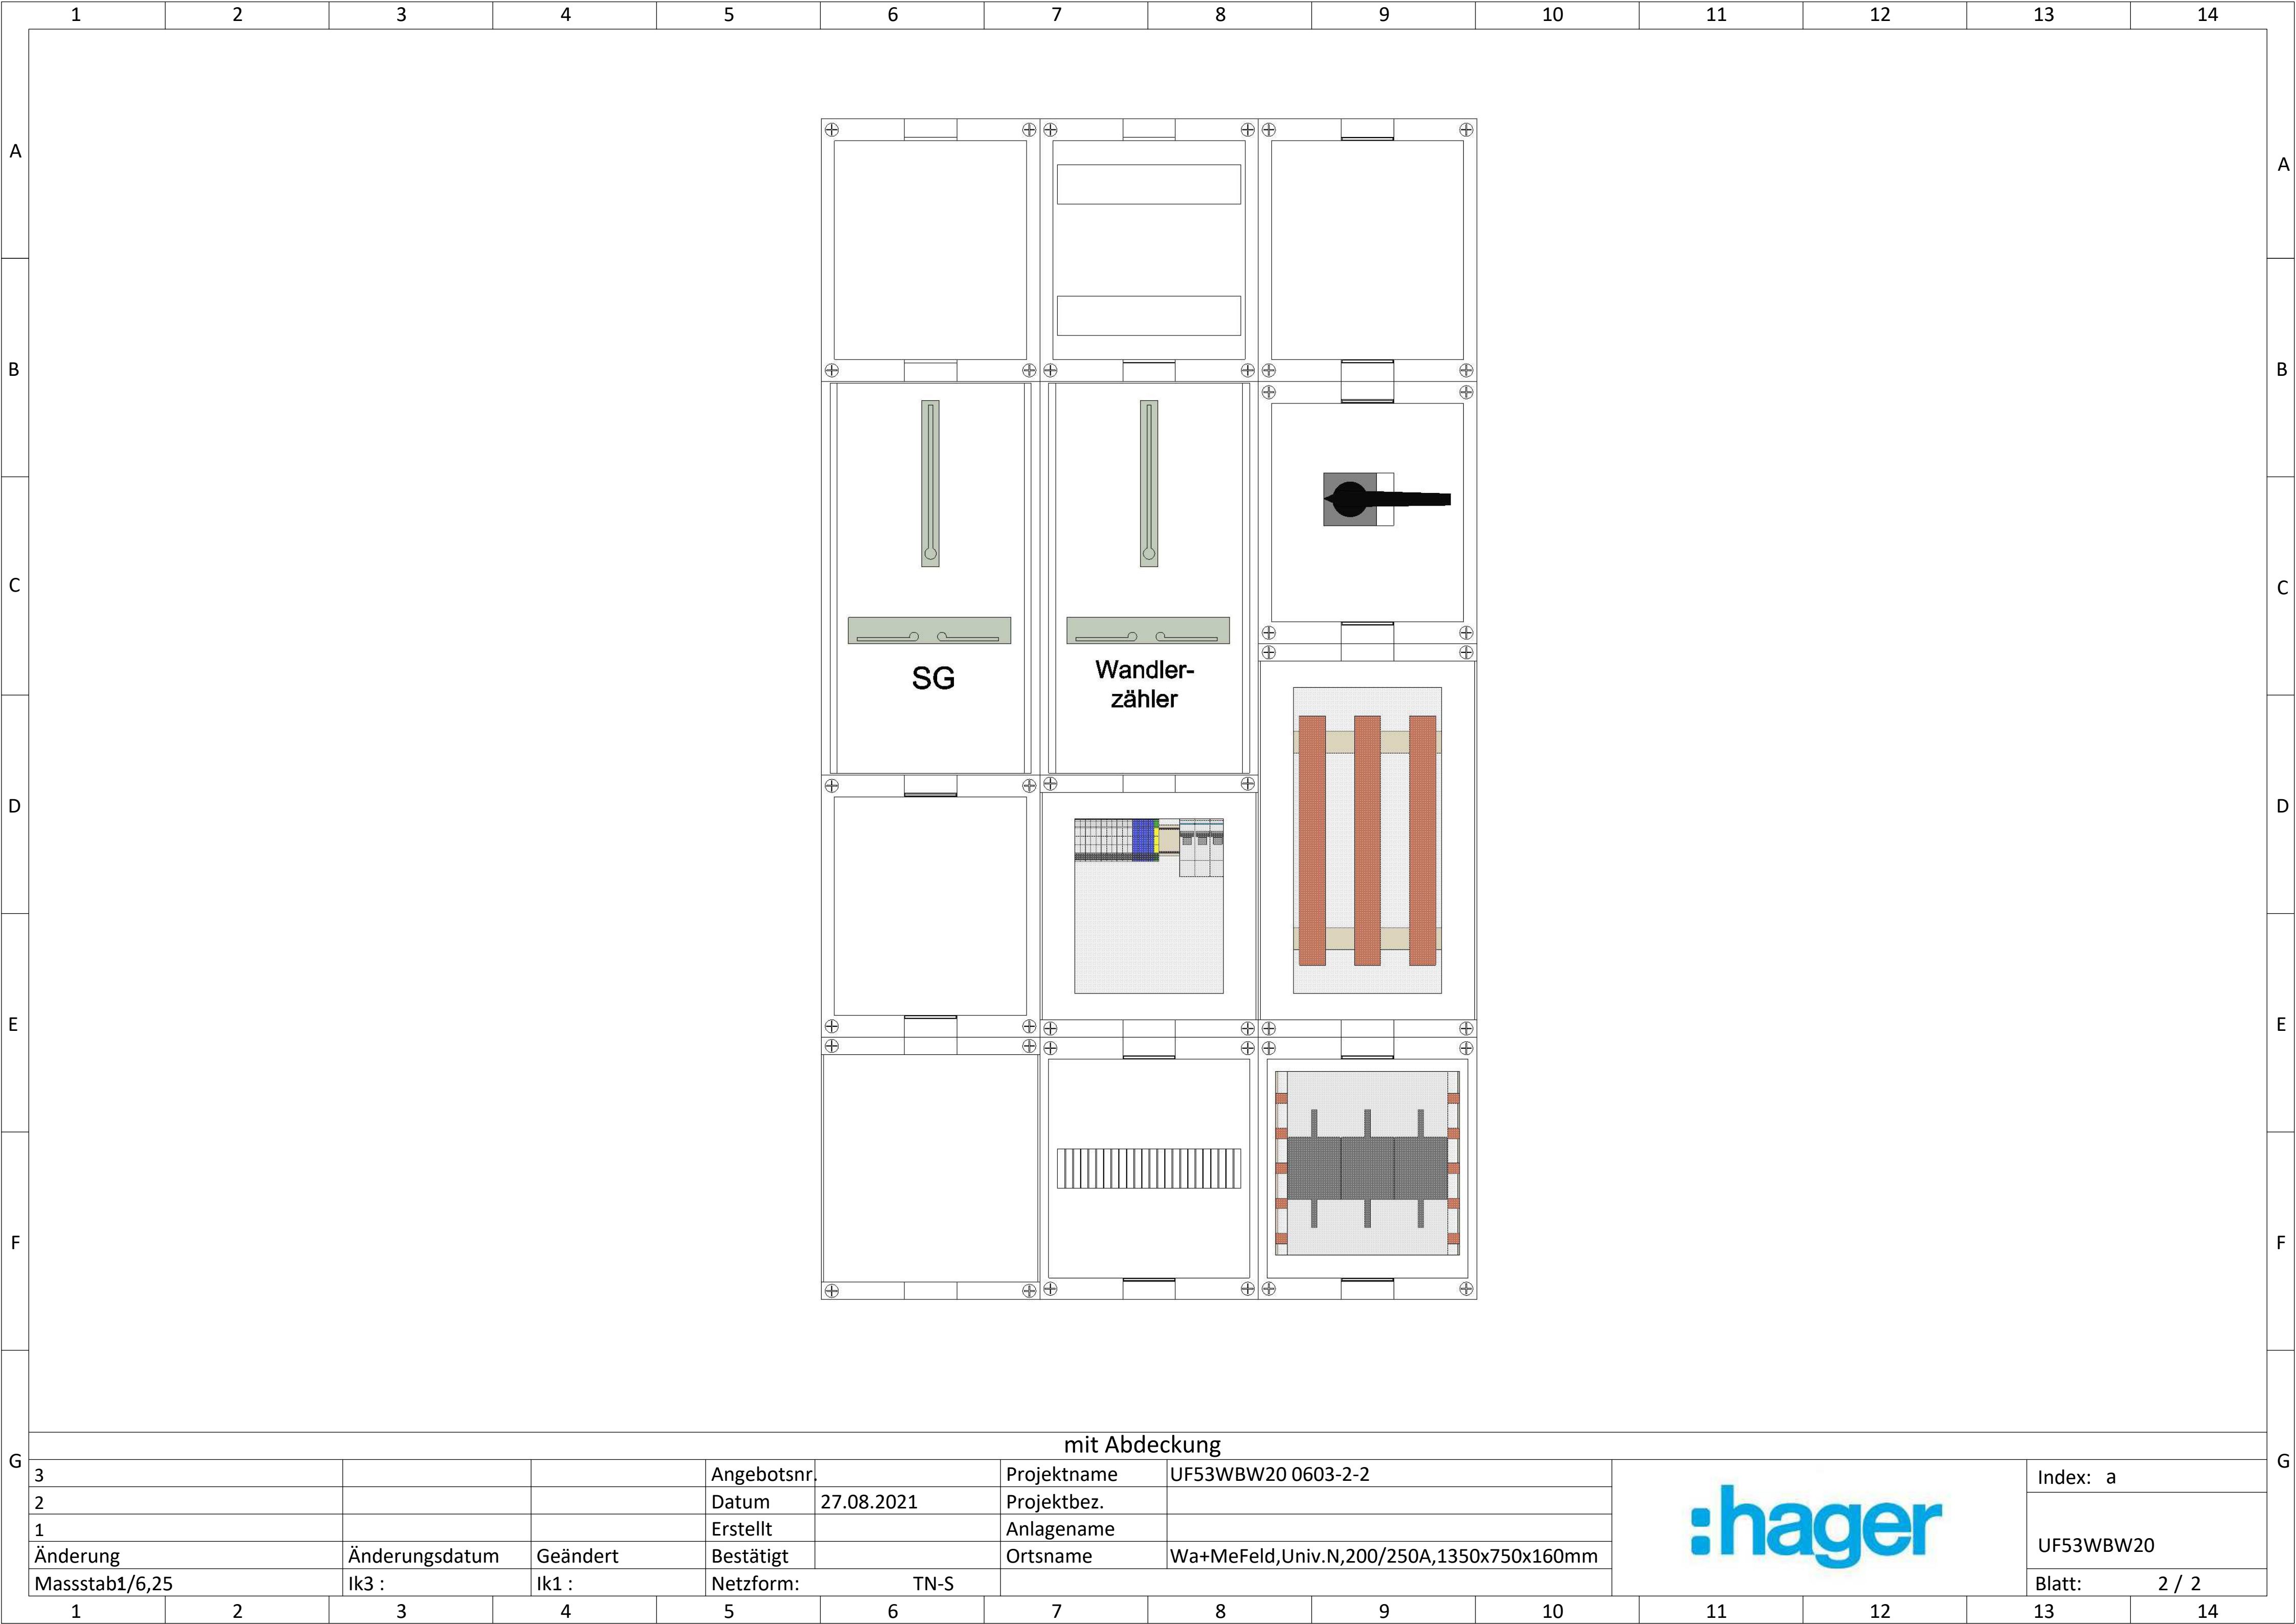 1 2 3 4 5 6 7 8 9 10 11 12 13 14
A A
B B
SG
Wandler-
zähler
C C
D D
E E
F F
G G
mit Abdeckung
3 Angebotsnr. Projektname UF53WBW20 0603-2-2
2 Datum 27.08.2021 Projektbez.
1 Erstellt Anlagename
Änderung Änderungsdatum Geändert Bestätigt Ortsname Wa+MeFeld,Univ.N,200/250A,1350x750x160mm
Massstab1/6,25 Ik3 : Ik1 : Netzform: TN-S
:hager
Index: a
UF53WBW20
Blatt: 2 / 2
1 2 3 4 5 6 7 8 9 10 11 12 13 14